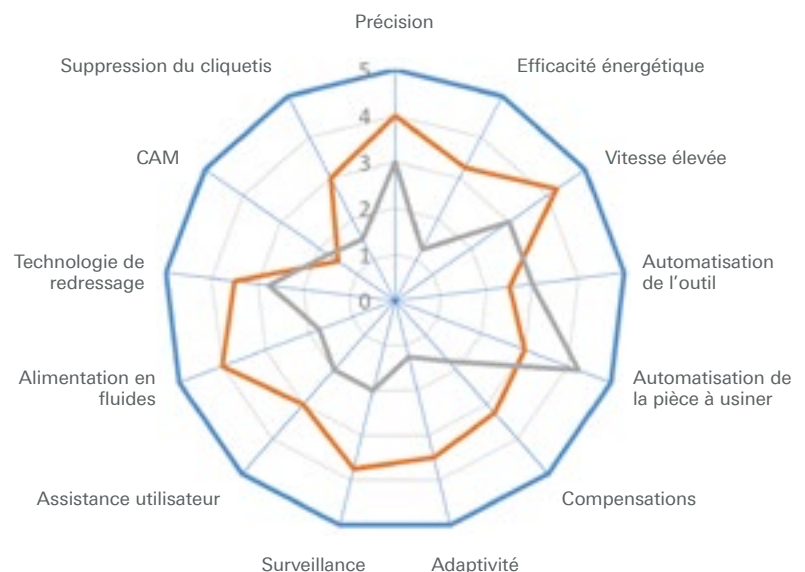 Précision
Suppression du cliquetis
Efficacité énergétique
5
4
3
2
1
0
CAM
Vitesse élevée
Technologie de
redressage
Automatisation
de l’outil
Alimentation en
fluides
Automatisation de
la pièce à usiner
Assistance utilisateur
Compensations
Surveillance
Adaptivité